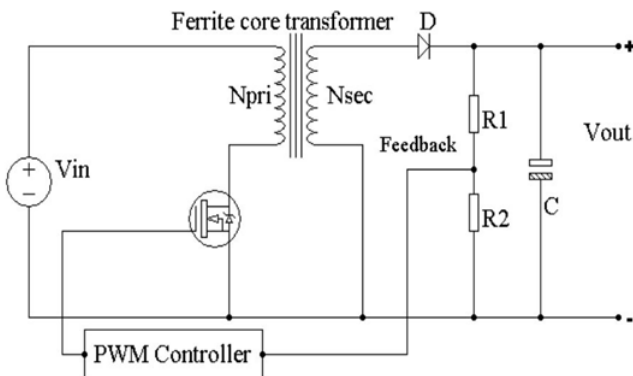 Ferrite core transformer
D
+
Npri
Nsec
R1
Vout
Feedback
+
Vin
−
R2
C
-
PWM Controller